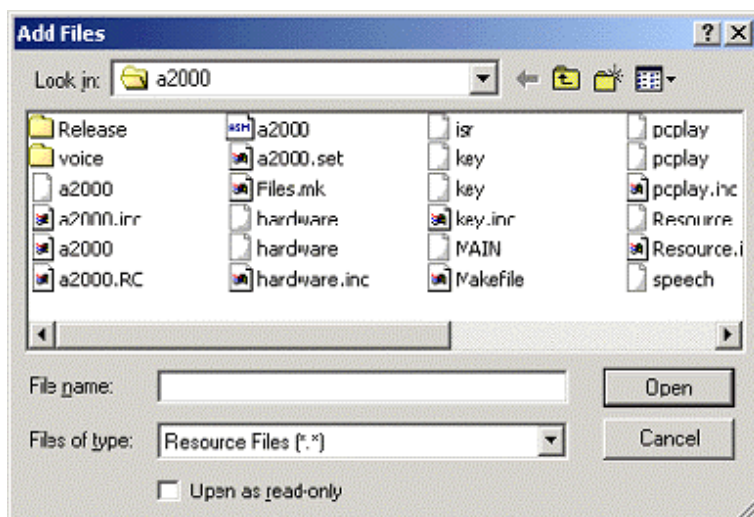 Add Files
Look in: a2000
Release
voice
a2000
a2000.inc
a2000
a2000.RC
ASM a2000
a2000.set
Files.mk
hardware
hardware
hardware.inc
isr
key
key
key.inc
MAIN
Makefile
pcplay
pcplay
pcplay.inc
Resource
Resource.i
speech
File name: Open
Files of type: Resource Files (*.*) Cancel
Open as read-only